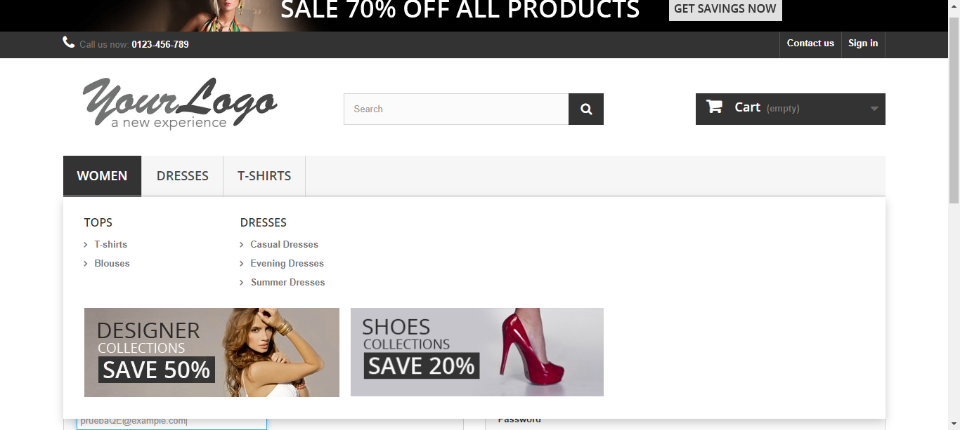 SALE 70% OFF ALL PRODUCTS
GET SAVINGS NOW
Call us now: 0123-456-789
Contact us
Sign in
YourLogo
a new experience
Search
Cart (empty)
WOMEN
DRESSES
T-SHIRTS
TOPS
DRESSES
T-shirts
Casual Dresses
Blouses
Evening Dresses
Summer Dresses
DESIGNER
COLLECTIONS
SAVE 50%
SHOES
COLLECTIONS
SAVE 20%
pruebaQE@example.com
Password